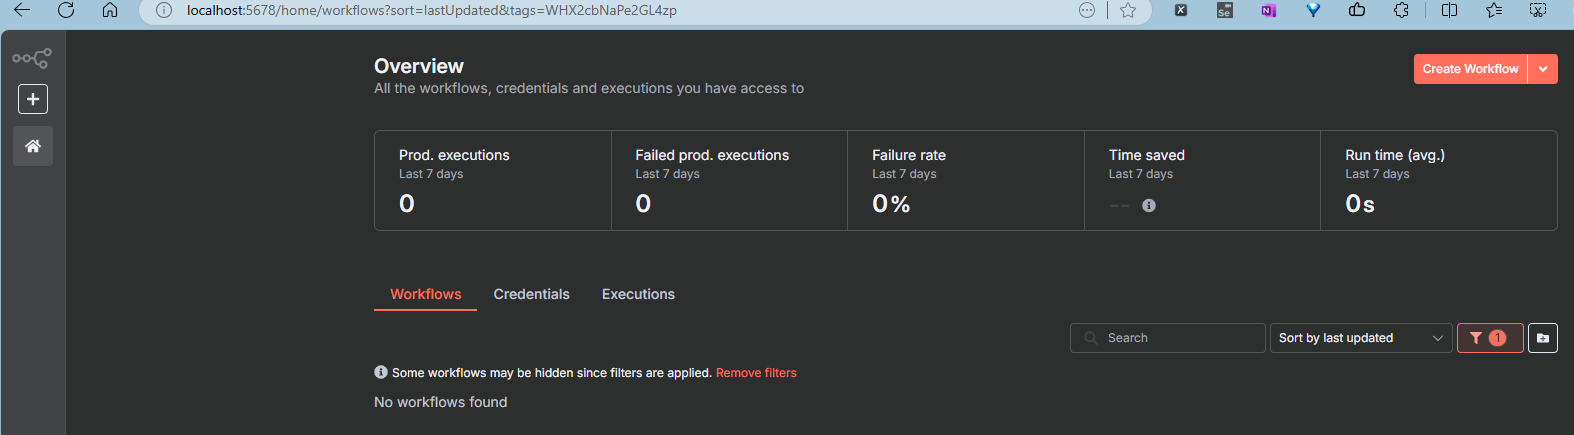 localhost:5678/home/workflows?sort=lastUpdated&tags=WHX2cbNaPe2GL4zp
X
Se
N
Overview
All the workflows, credentials and executions you have access to
Create Workflow
Prod. executions
Last 7 days
0
Failed prod. executions
Last 7 days
0
Failure rate
Last 7 days
0%
Time saved
Last 7 days
--
Run time (avg.)
Last 7 days
0s
Workflows
Credentials
Executions
Search
Sort by last updated
1
Some workflows may be hidden since filters are applied. Remove filters
No workflows found